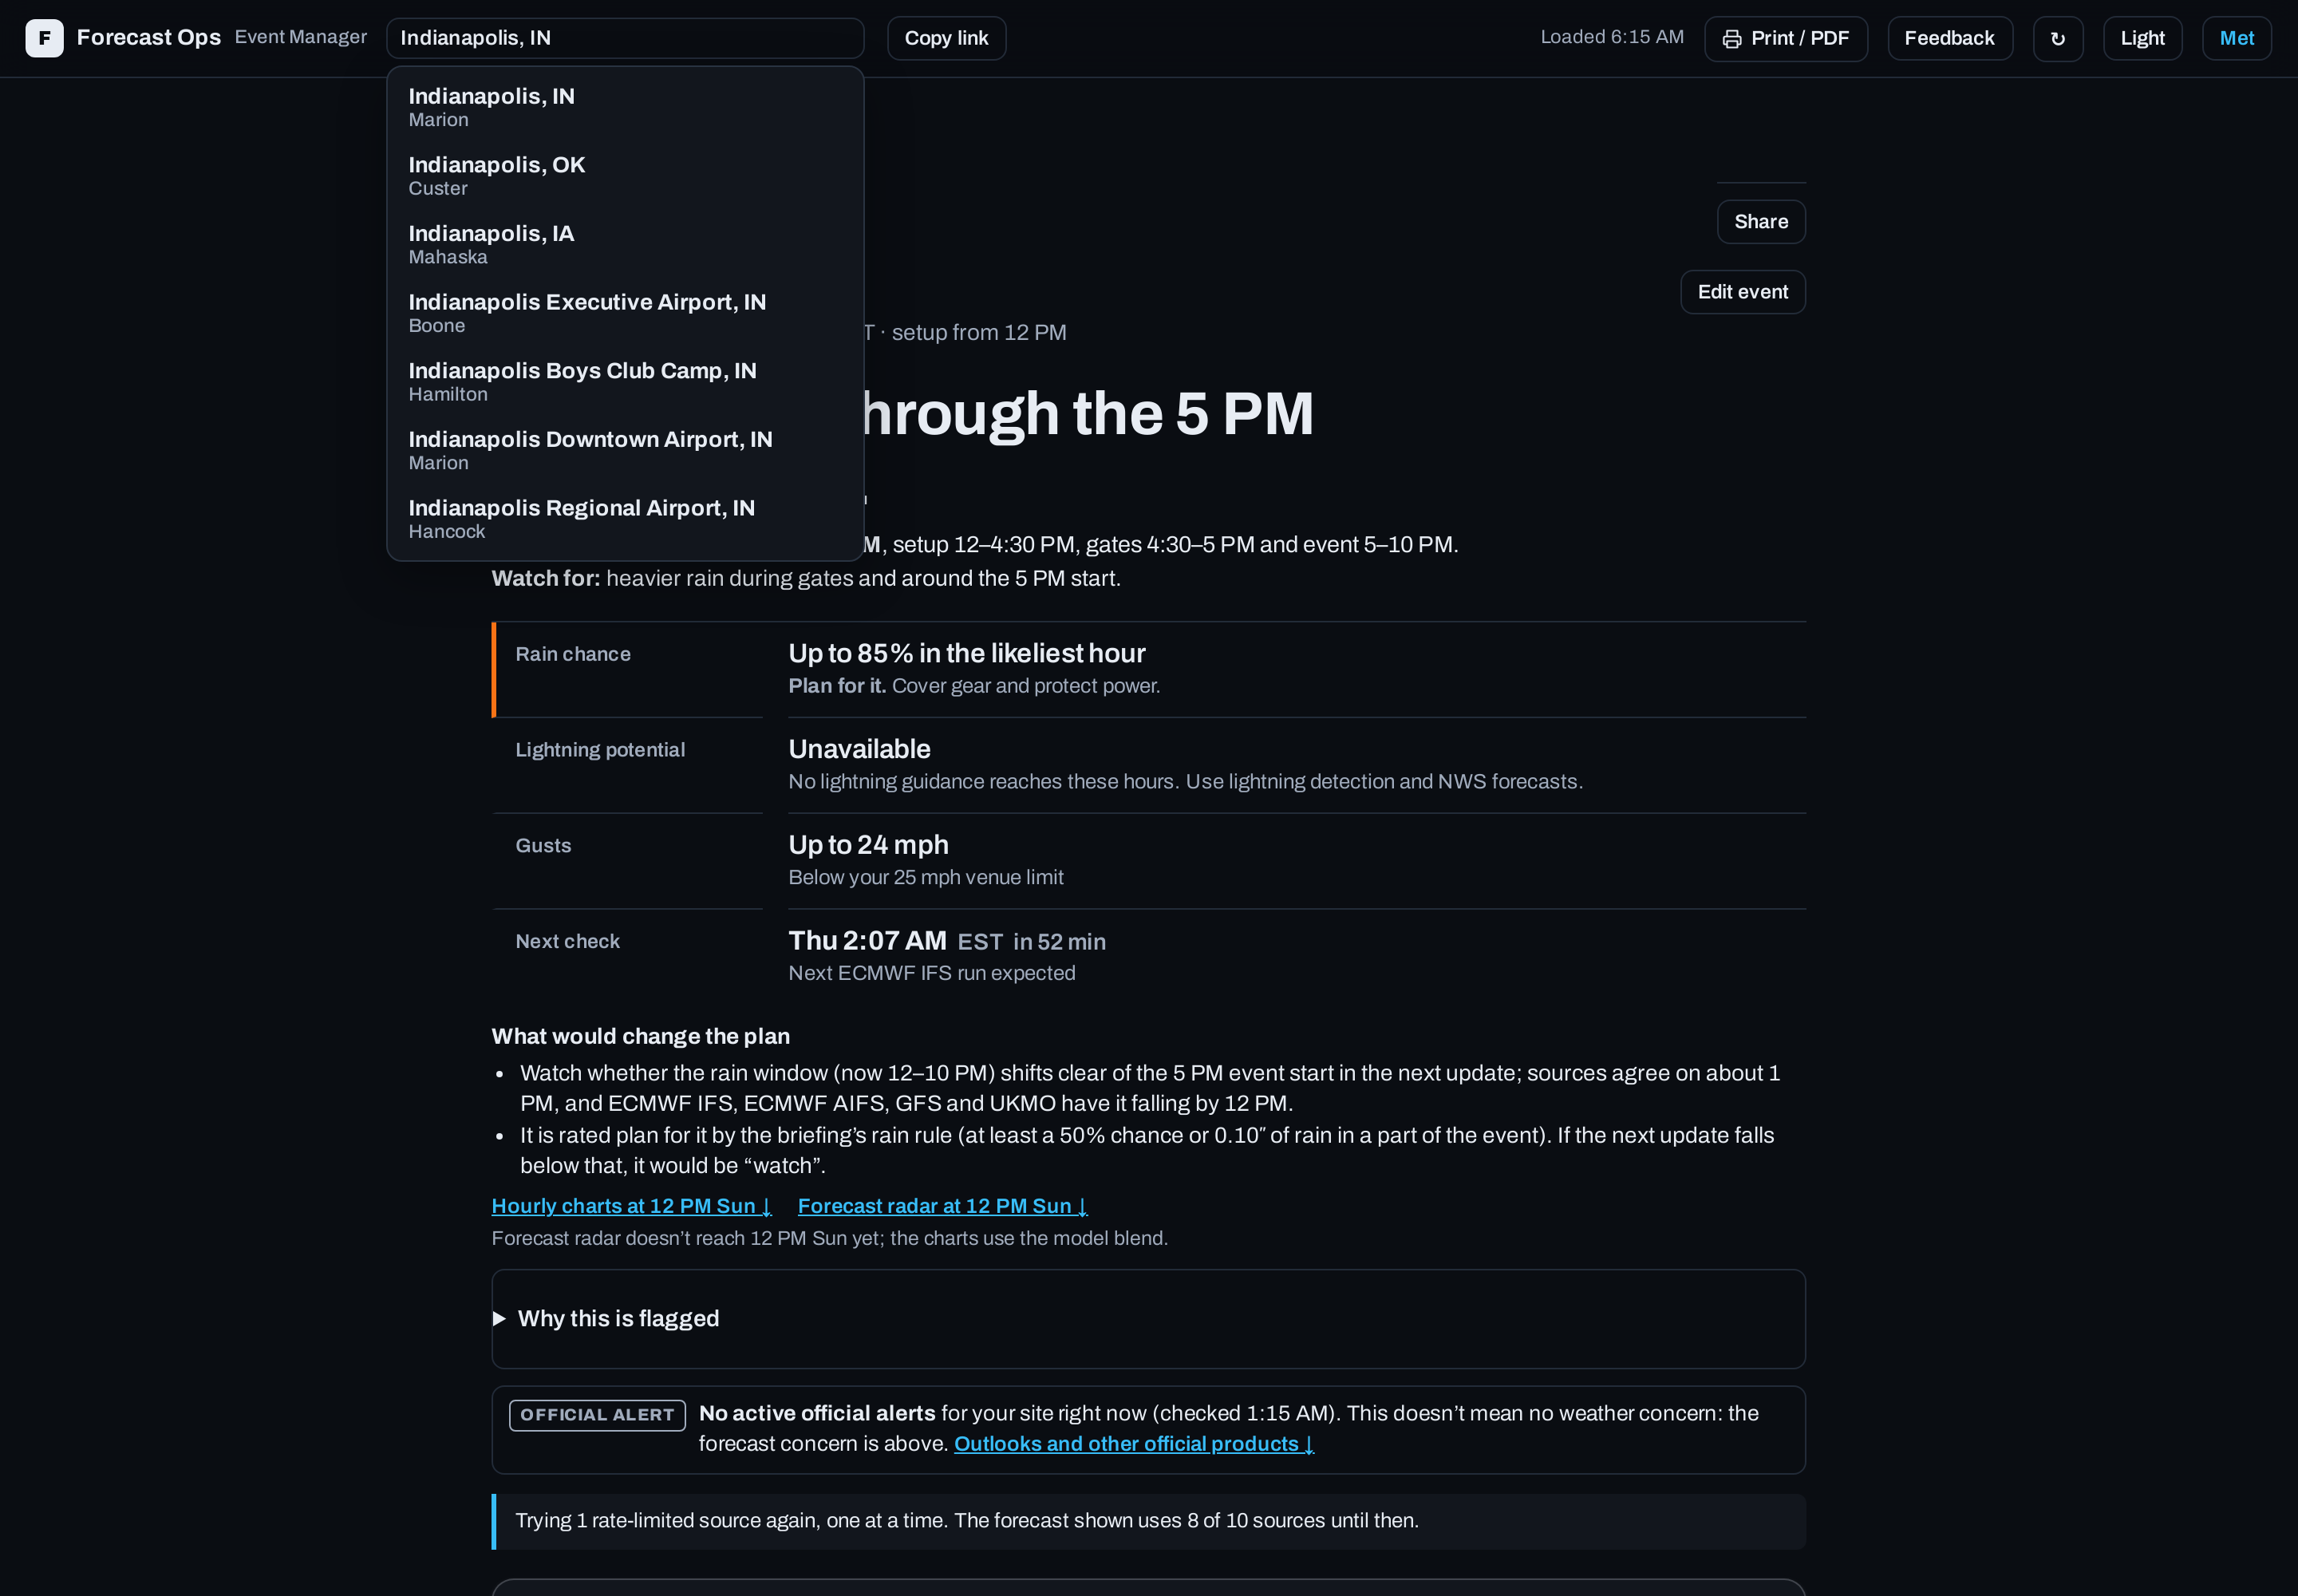 F Forecast Ops Event Manager Indianapolis, IN Copy link Loaded 6:15 AM Print / PDF Feedback ↻ Light Met
Indianapolis, IN
Marion
Indianapolis, OK
Custer
Indianapolis, IA
Mahaska
Indianapolis Executive Airport, IN
Boone
Indianapolis Boys Club Camp, IN
Hamilton
Indianapolis Downtown Airport, IN
Marion
Indianapolis Regional Airport, IN
Hancock
Share
Edit event
T · setup from 12 PM
hrough the 5 PM
M, setup 12–4:30 PM, gates 4:30–5 PM and event 5–10 PM.
Watch for: heavier rain during gates and around the 5 PM start.
Rain chance
Up to 85% in the likeliest hour
Plan for it. Cover gear and protect power.
Lightning potential
Unavailable
No lightning guidance reaches these hours. Use lightning detection and NWS forecasts.
Gusts
Up to 24 mph
Below your 25 mph venue limit
Next check
Thu 2:07 AM EST in 52 min
Next ECMWF IFS run expected
What would change the plan
• Watch whether the rain window (now 12–10 PM) shifts clear of the 5 PM event start in the next update; sources agree on about 1
PM, and ECMWF IFS, ECMWF AIFS, GFS and UKMO have it falling by 12 PM.
• It is rated plan for it by the briefing’s rain rule (at least a 50% chance or 0.10″ of rain in a part of the event). If the next update falls
below that, it would be “watch”.
Hourly charts at 12 PM Sun ↓ Forecast radar at 12 PM Sun ↓
Forecast radar doesn’t reach 12 PM Sun yet; the charts use the model blend.
Why this is flagged
OFFICIAL ALERT No active official alerts for your site right now (checked 1:15 AM). This doesn’t mean no weather concern: the
forecast concern is above. Outlooks and other official products ↓
Trying 1 rate-limited source again, one at a time. The forecast shown uses 8 of 10 sources until then.